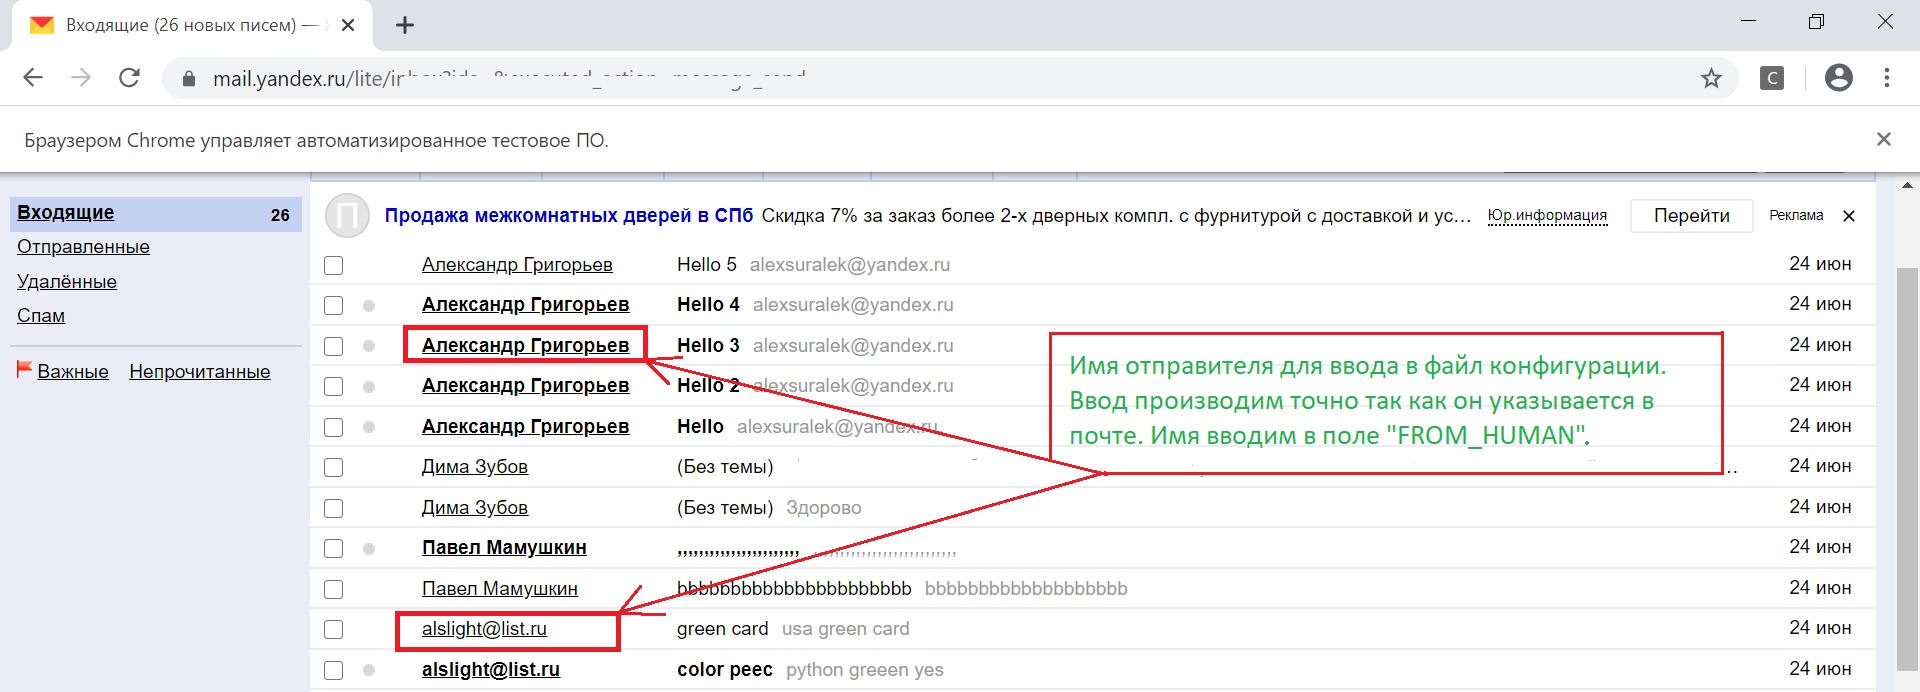 Входящие (26 новых писем) —
mail.yandex.ru/lite/
C
Браузером Chrome управляет автоматизированное тестовое ПО.
Входящие 26
Отправленные
Удалённые
Спам
Важные Непрочитанные
П Продажа межкомнатных дверей в СПб Скидка 7% за заказ более 2-х дверных компл. с фурнитурой с доставкой и ус... Юр.информация Перейти Реклама
Александр Григорьев Hello 5 alexsuralek@yandex.ru 24 июн
Александр Григорьев Hello 4 alexsuralek@yandex.ru 24 июн
Александр Григорьев Hello 3 alexsuralek@yandex.ru 24 июн
Александр Григорьев Hello 2 alexsuralek@yandex.ru 24 июн
Александр Григорьев Hello alexsuralek@yandex.ru 24 июн
Имя отправителя для ввода в файл конфигурации.
Ввод производим точно так как он указывается в
почте. Имя вводим в поле "FROM_HUMAN".
Дима Зубов (Без темы) 24 июн
Дима Зубов (Без темы) Здорово 24 июн
Павел Мамушкин ,,,,,,,,,,,,,,,,,,,,,,, ,,,,,,,,,,,,,,,,,,,,,,,,,,, 24 июн
Павел Мамушкин bbbbbbbbbbbbbbbbbbbbbb bbbbbbbbbbbbbbbbbbb 24 июн
alslight@list.ru green card usa green card 24 июн
alslight@list.ru color peec python greeen yes 24 июн